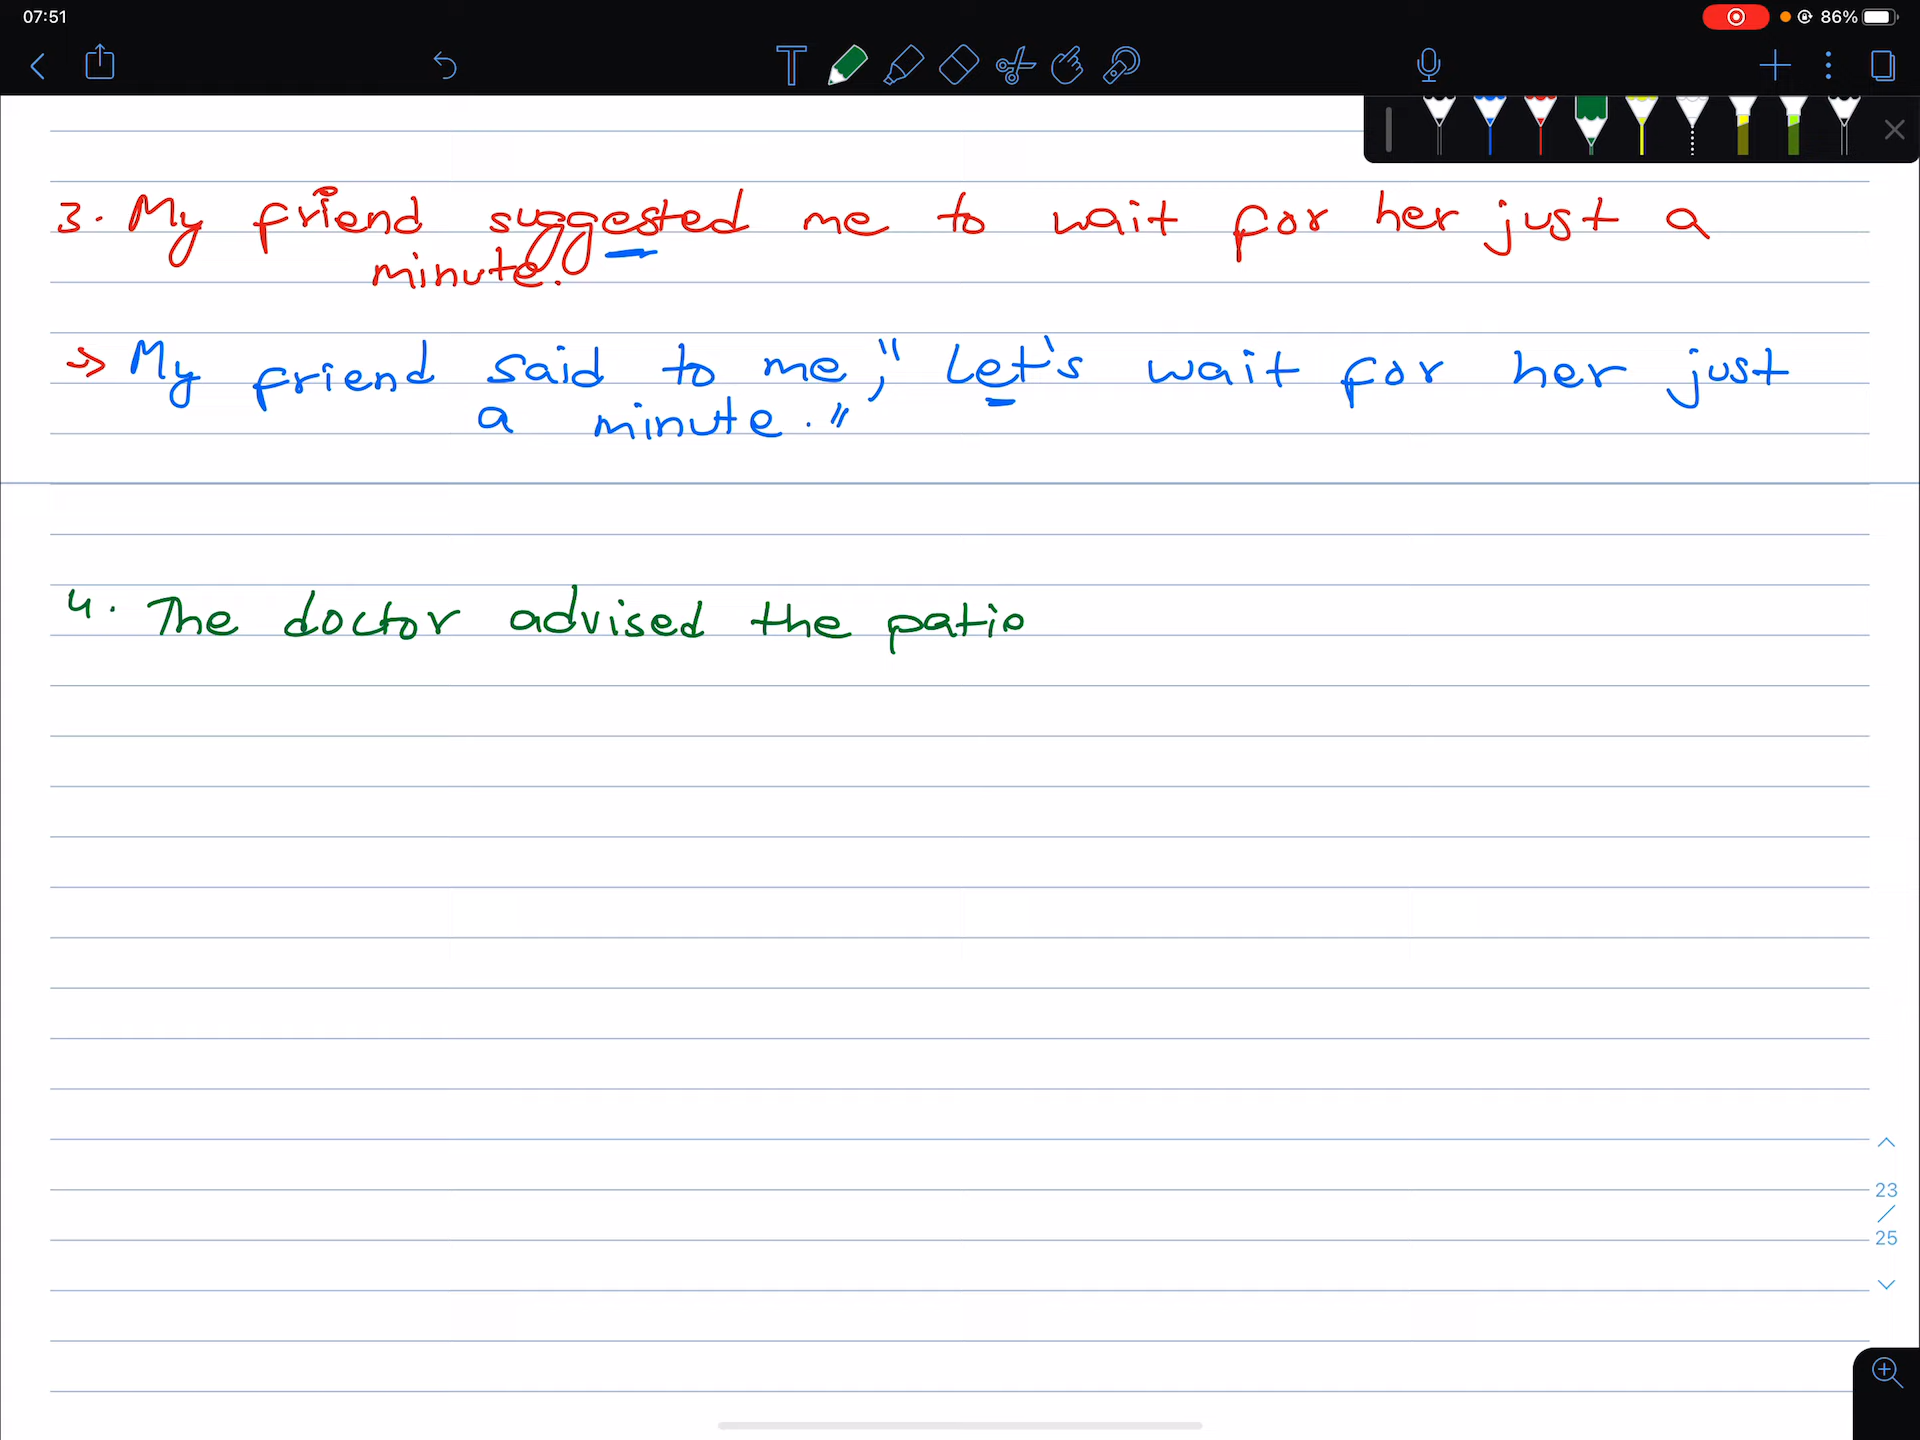 07:51
86%
3. My friend suggested me to wait for her just a
minute.
My friend said to me," Let's wait for her just
a minute."
4. The doctor advised the patie
23
/
25